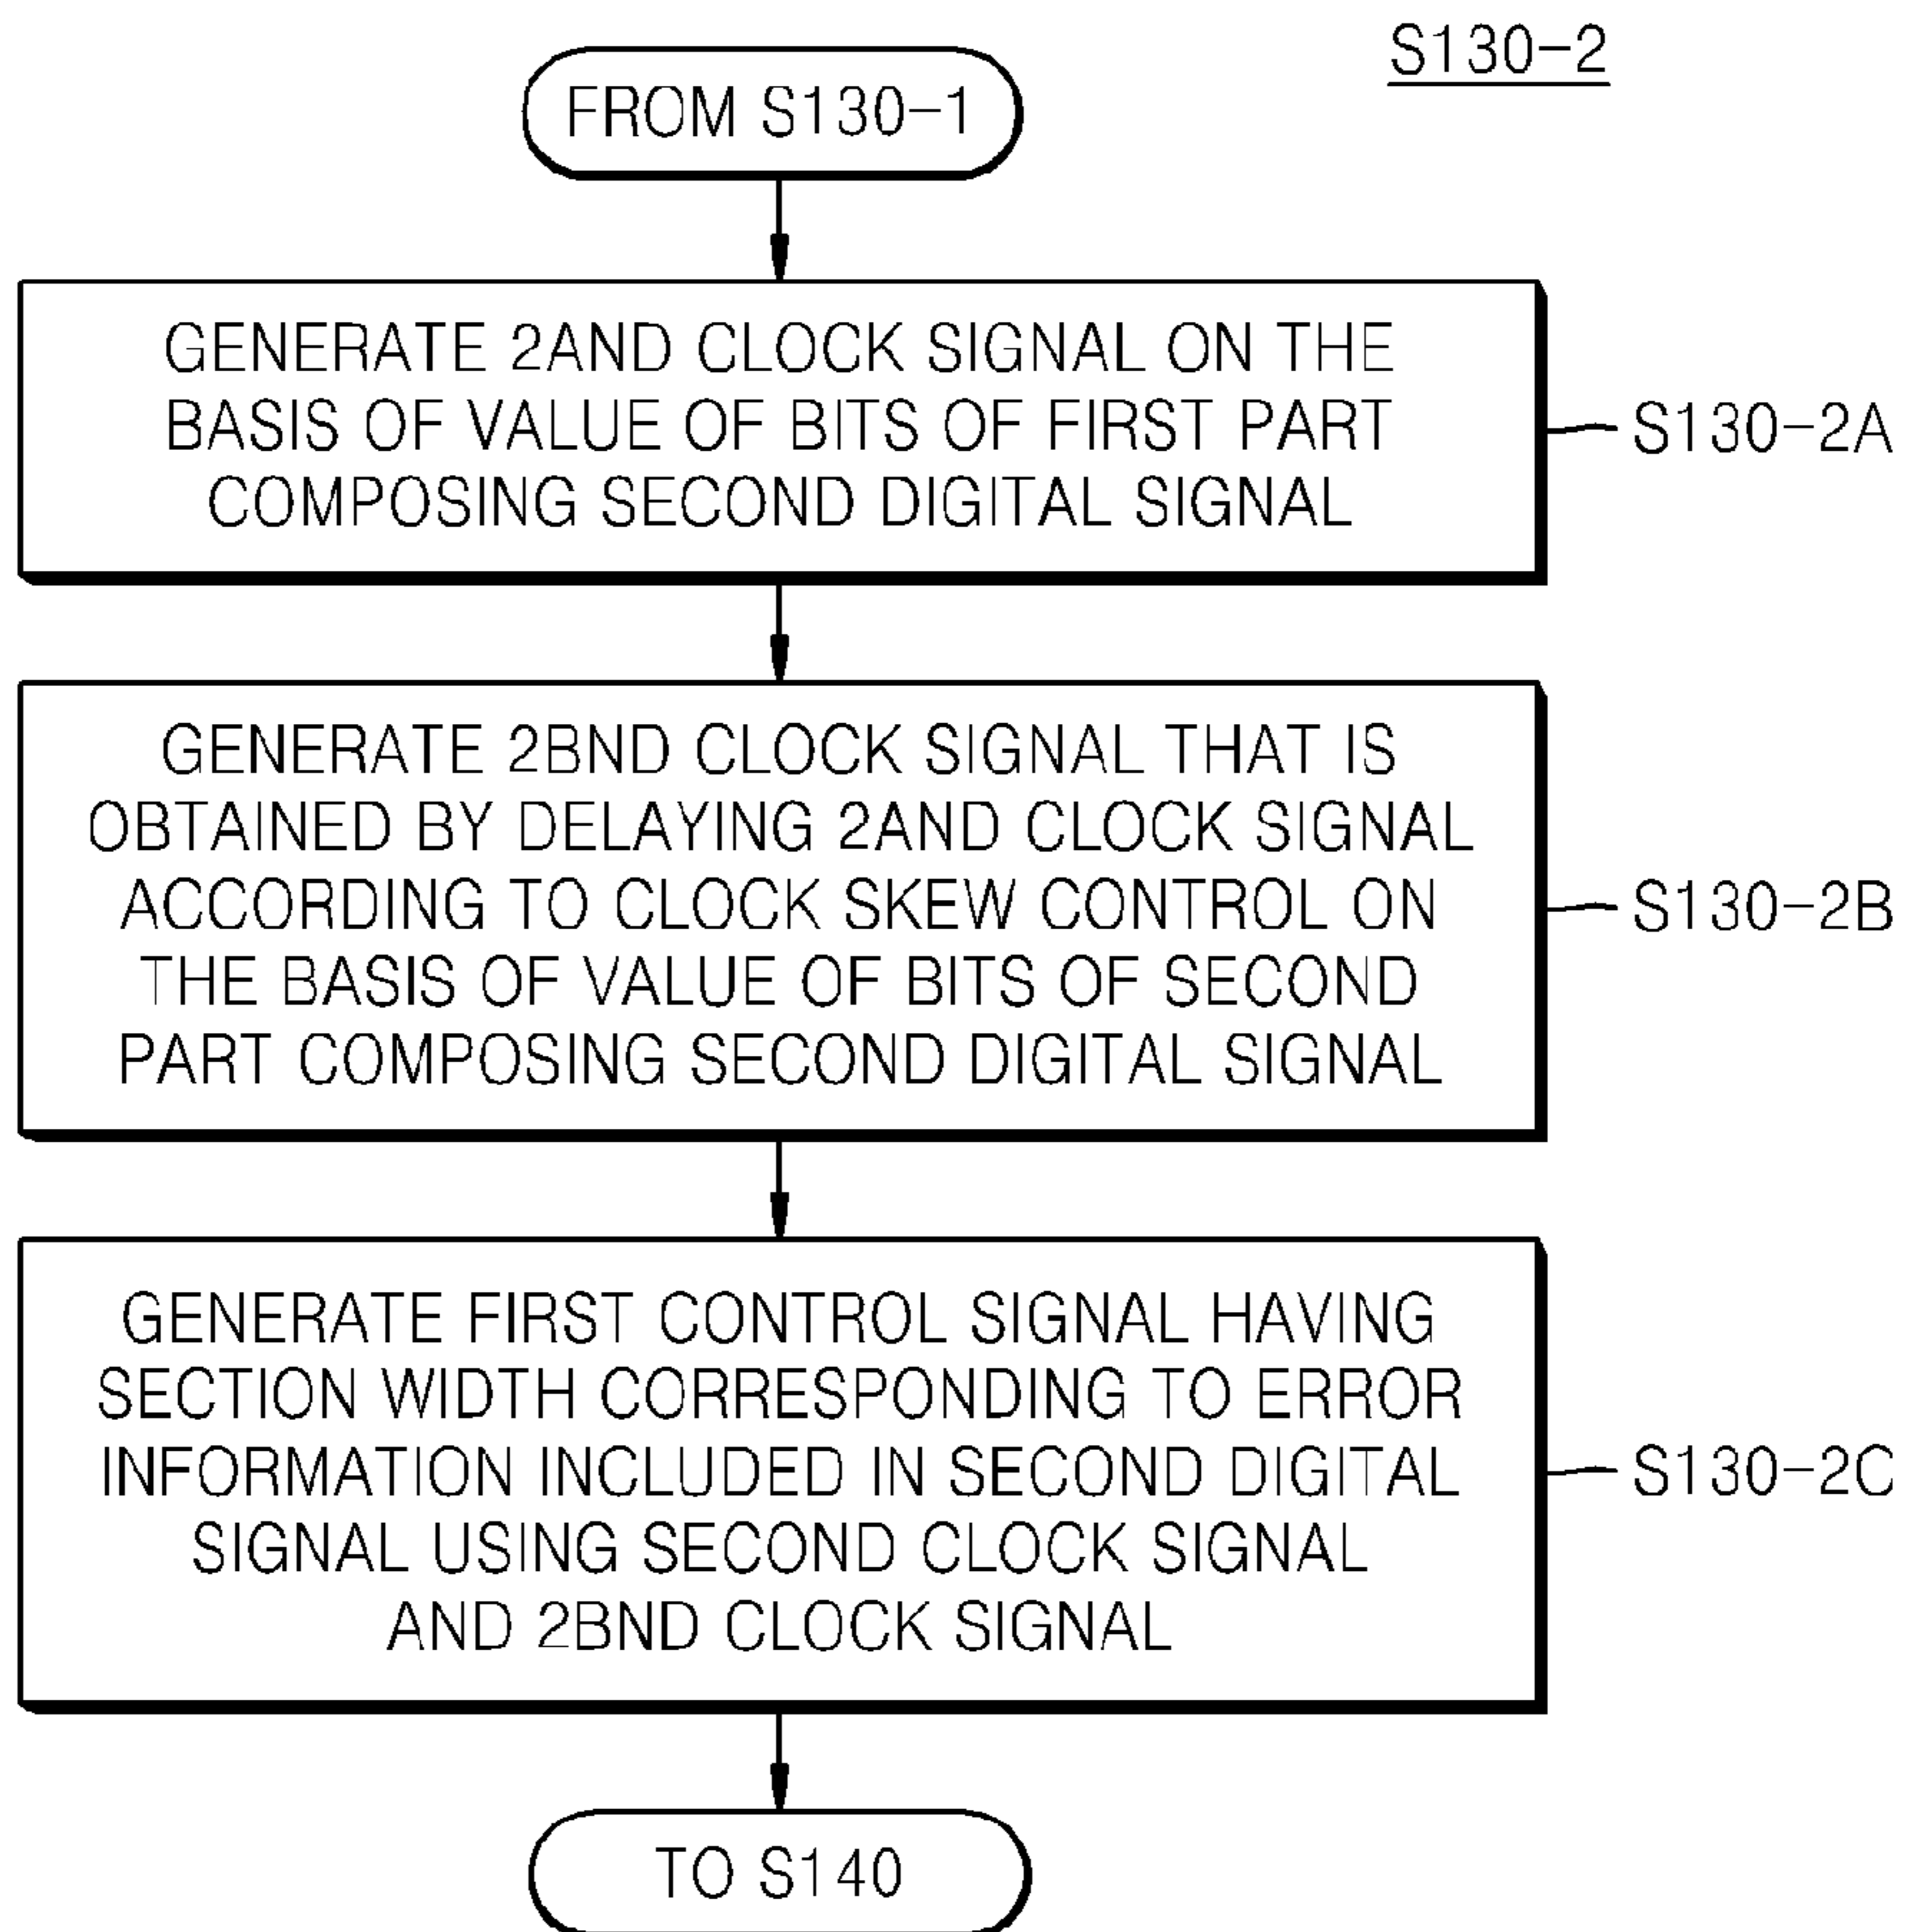 S130-2
FROM S130-1
GENERATE 2AND CLOCK SIGNAL ON THE
BASIS OF VALUE OF BITS OF FIRST PART
COMPOSING SECOND DIGITAL SIGNAL
S130-2A
GENERATE 2BND CLOCK SIGNAL THAT IS
OBTAINED BY DELAYING 2AND CLOCK SIGNAL
ACCORDING TO CLOCK SKEW CONTROL ON
THE BASIS OF VALUE OF BITS OF SECOND
PART COMPOSING SECOND DIGITAL SIGNAL
S130-2B
GENERATE FIRST CONTROL SIGNAL HAVING
SECTION WIDTH CORRESPONDING TO ERROR
INFORMATION INCLUDED IN SECOND DIGITAL
SIGNAL USING SECOND CLOCK SIGNAL
AND 2BND CLOCK SIGNAL
S130-2C
TO S140